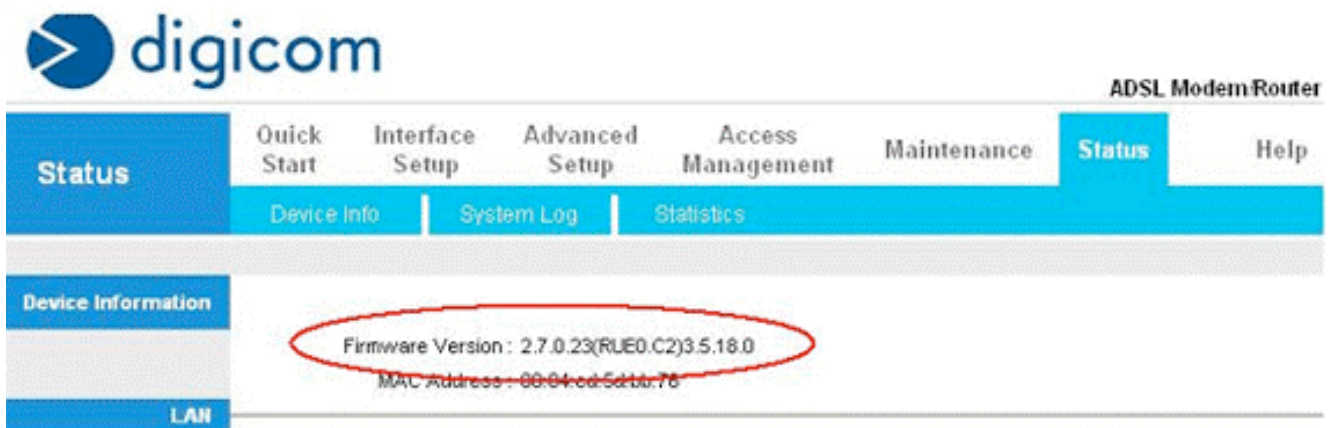 digicom
ADSL Modem/Router
Status
Quick Start
Interface Setup
Advanced Setup
Access Management
Maintenance
Status
Help
Device Info
System Log
Statistics
Device Information
Firmware Version : 2.7.0.23(RUE0.C2)3.5.18.0
MAC Address :
LAN